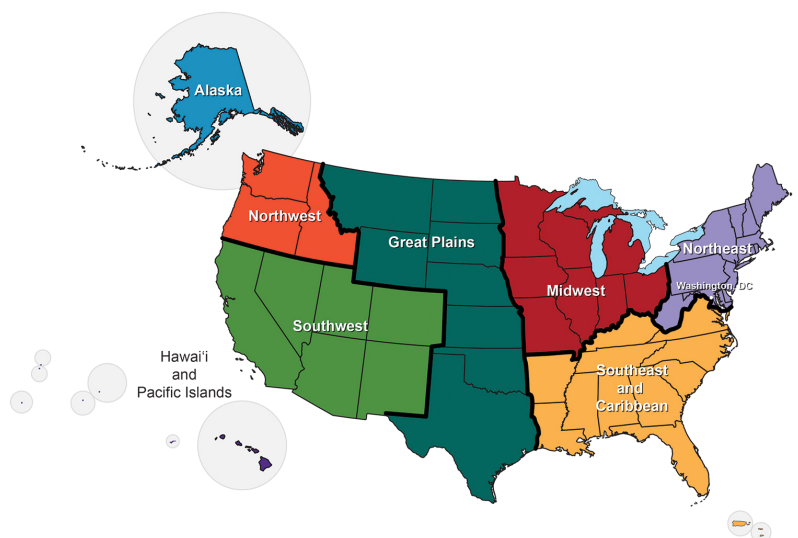 Alaska
Northwest
Great Plains
Northeast
Washington, DC
Midwest
Southwest
Hawai‘i
and
Pacific Islands
Southeast
and
Caribbean